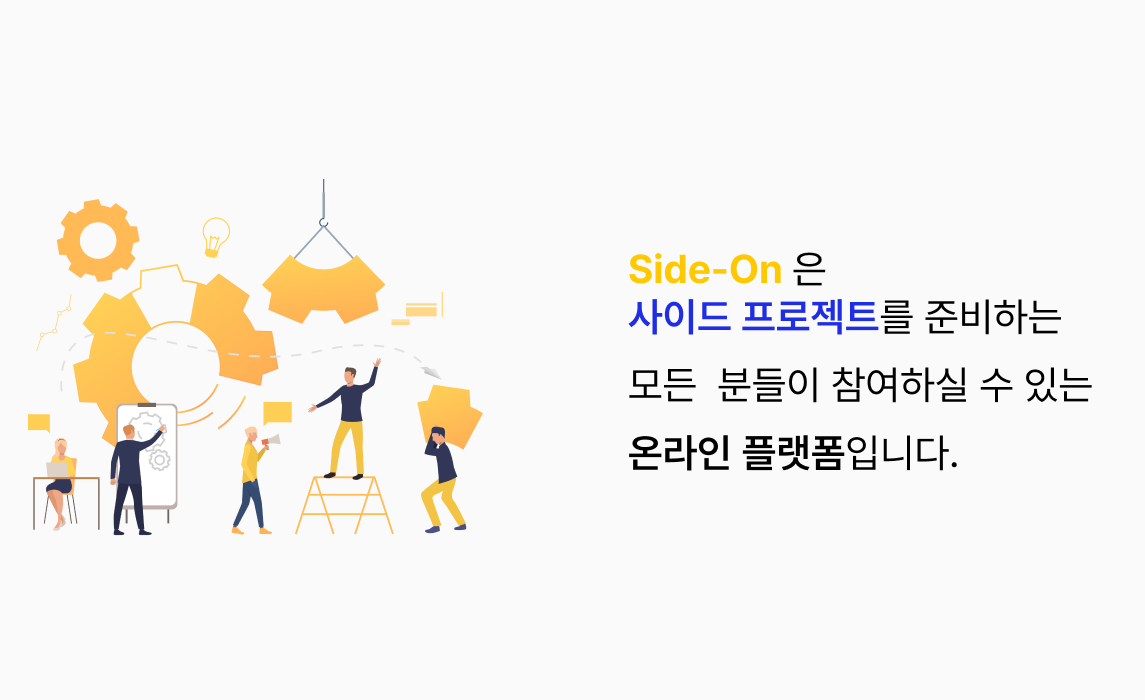 Side-On 은
사이드 프로젝트를 준비하는
모든  분들이 참여하실 수 있는
온라인 플랫폼입니다.